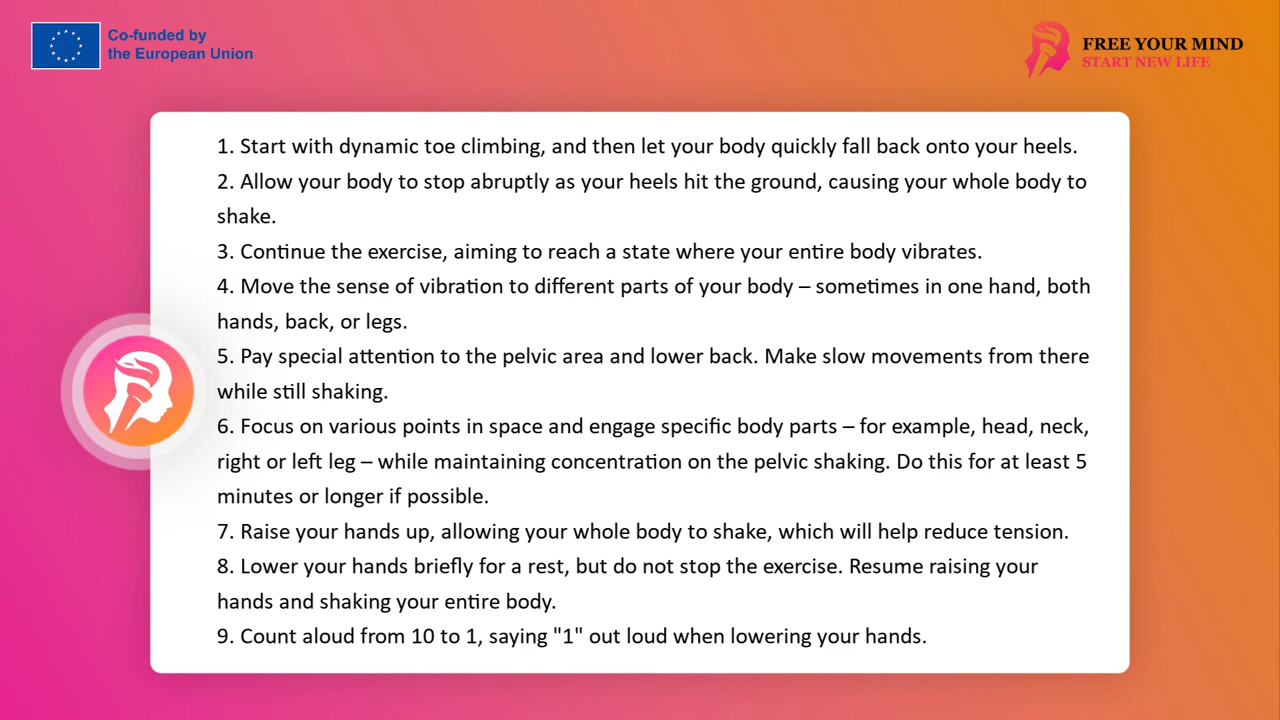 Co-funded by
the European Union
FREE YOUR MIND
START NEW LIFE
1. Start with dynamic toe climbing, and then let your body quickly fall back onto your heels.
2. Allow your body to stop abruptly as your heels hit the ground, causing your whole body to
shake.
3. Continue the exercise, aiming to reach a state where your entire body vibrates.
4. Move the sense of vibration to different parts of your body – sometimes in one hand, both
hands, back, or legs.
5. Pay special attention to the pelvic area and lower back. Make slow movements from there
while still shaking.
6. Focus on various points in space and engage specific body parts – for example, head, neck,
right or left leg – while maintaining concentration on the pelvic shaking. Do this for at least 5
minutes or longer if possible.
7. Raise your hands up, allowing your whole body to shake, which will help reduce tension.
8. Lower your hands briefly for a rest, but do not stop the exercise. Resume raising your
hands and shaking your entire body.
9. Count aloud from 10 to 1, saying "1" out loud when lowering your hands.